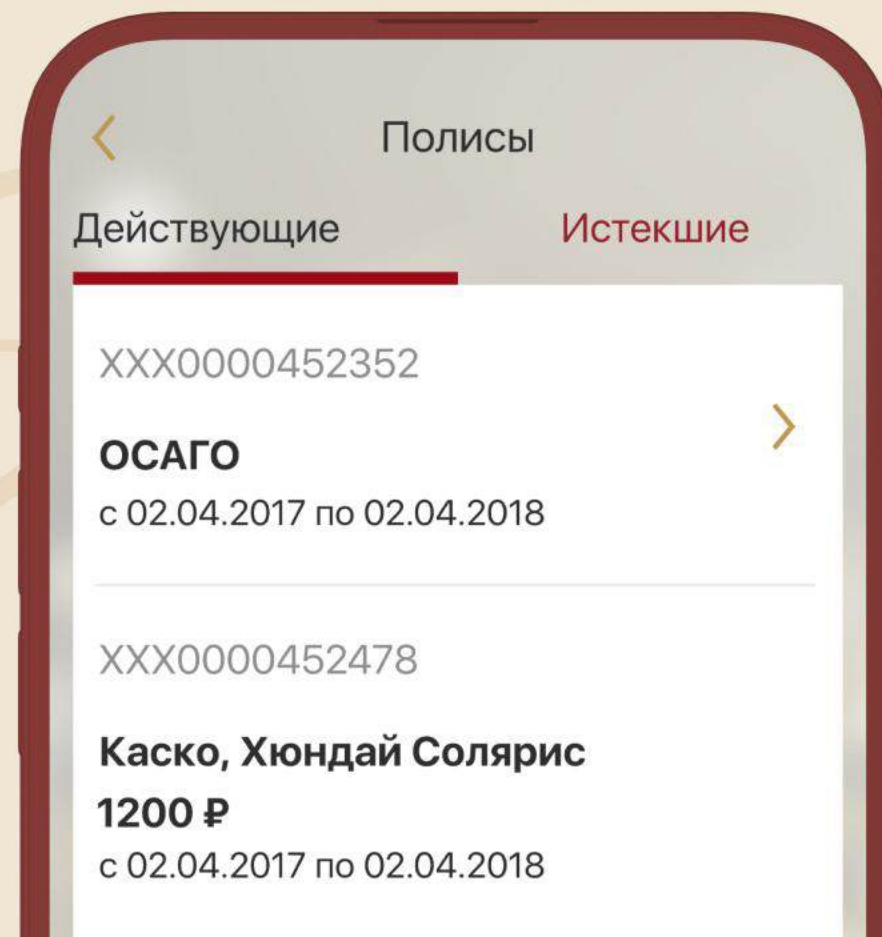 Полисы
Действующие
Истекшие
XXX0000452352
ОСАГО
с 02.04.2017 по 02.04.2018
XXX0000452478
Каско, Хюндай Солярис
1200 ₽
с 02.04.2017 по 02.04.2018